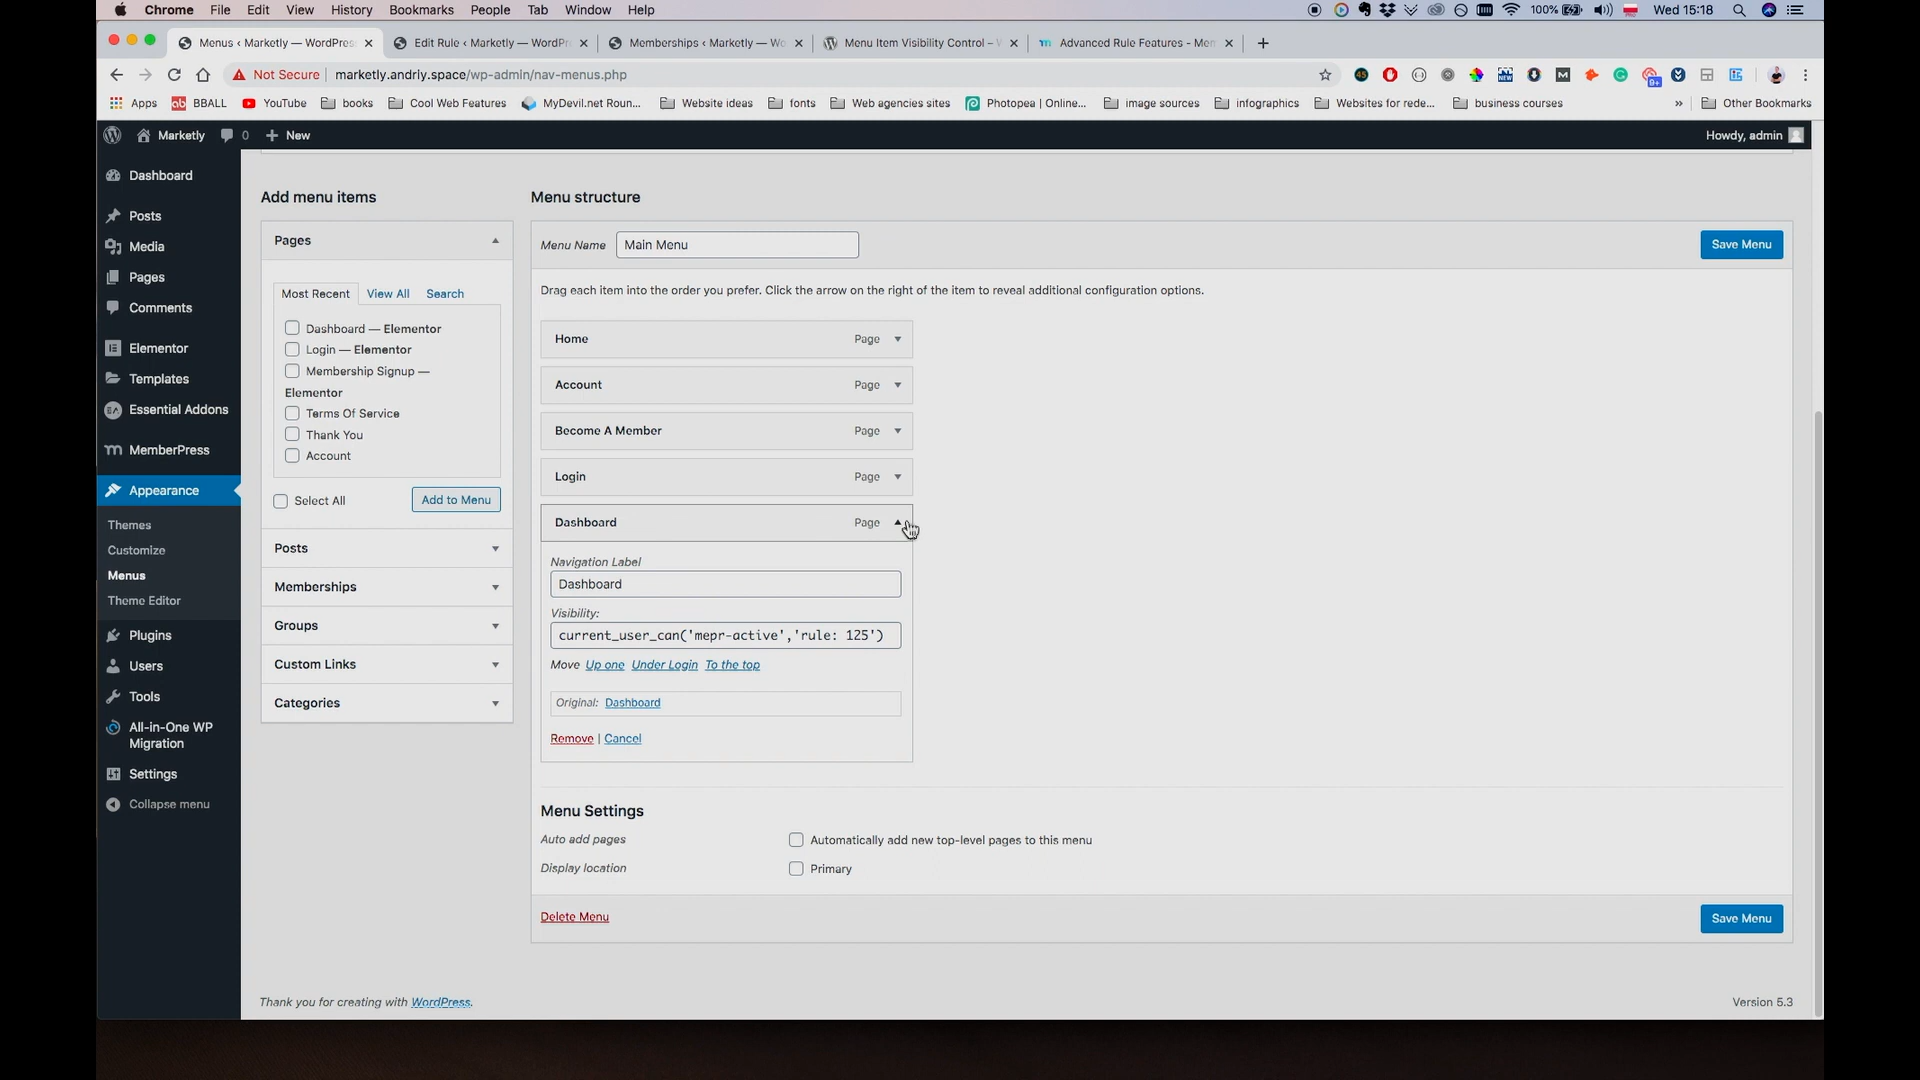 Chrome File Edit View History Bookmarks People Tab Window Help 100% Wed 15:18
Menus ‹ Marketly — WordPress Edit Rule ‹ Marketly — WordPr Memberships ‹ Marketly — Wo Menu Item Visibility Control – W Advanced Rule Features - Mem
Not Secure marketly.andriy.space/wp-admin/nav-menus.php
Apps BBALL YouTube books Cool Web Features MyDevil.net Roun... Website ideas fonts Web agencies sites Photopea | Online... image sources infographics Websites for rede... business courses » Other Bookmarks
Marketly 0 + New Howdy, admin
Dashboard
Posts
Media
Pages
Comments
Elementor
Templates
Essential Addons
MemberPress
Appearance
Themes
Customize
Menus
Theme Editor
Plugins
Users
Tools
All-in-One WP
Migration
Settings
Collapse menu
Add menu items
Pages
Most Recent View All Search
Dashboard — Elementor
Login — Elementor
Membership Signup —
Elementor
Terms Of Service
Thank You
Account
Select All Add to Menu
Posts
Memberships
Groups
Custom Links
Categories
Menu structure
Menu Name Main Menu Save Menu
Drag each item into the order you prefer. Click the arrow on the right of the item to reveal additional configuration options.
Home Page
Account Page
Become A Member Page
Login Page
Dashboard Page
Navigation Label
Dashboard
Visibility:
current_user_can('mepr-active','rule: 125')
Move Up one Under Login To the top
Original: Dashboard
Remove | Cancel
Menu Settings
Auto add pages Automatically add new top-level pages to this menu
Display location Primary
Delete Menu Save Menu
Thank you for creating with WordPress. Version 5.3